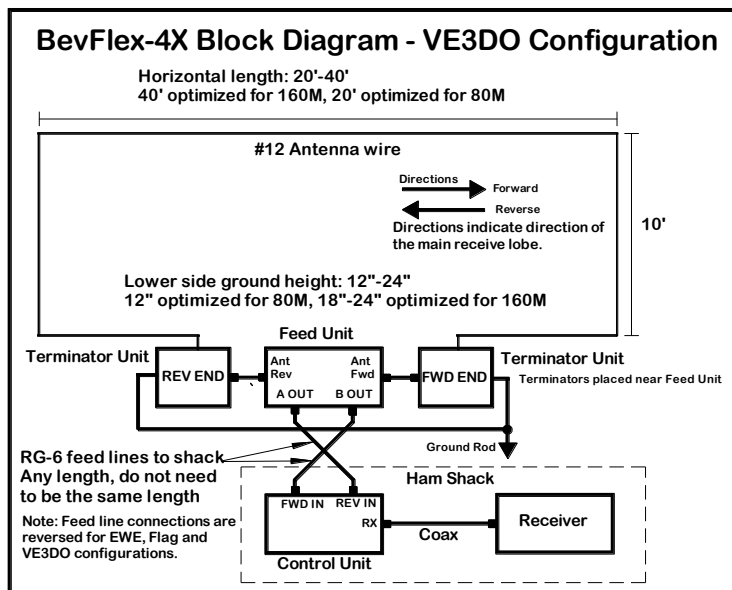 BevFlex-4X Block Diagram - VE3DO Configuration
Horizontal length: 20'-40'
40' optimized for 160M, 20' optimized for 80M
#12 Antenna wire
Directions
Forward
Reverse
Directions indicate direction of
the main receive lobe.
10'
Lower side ground height: 12"-24"
12" optimized for 80M, 18"-24" optimized for 160M
Feed Unit
Terminator Unit
Terminator Unit
REV END
Ant
Rev
Ant
Fwd
FWD END
Terminators placed near Feed Unit
A OUT
B OUT
Ground Rod
RG-6 feed lines to shack
Any length, do not need
to be the same length
Ham Shack
Note: Feed line connections are
reversed for EWE, Flag and
VE3DO configurations.
FWD IN
REV IN
RX
Coax
Receiver
Control Unit